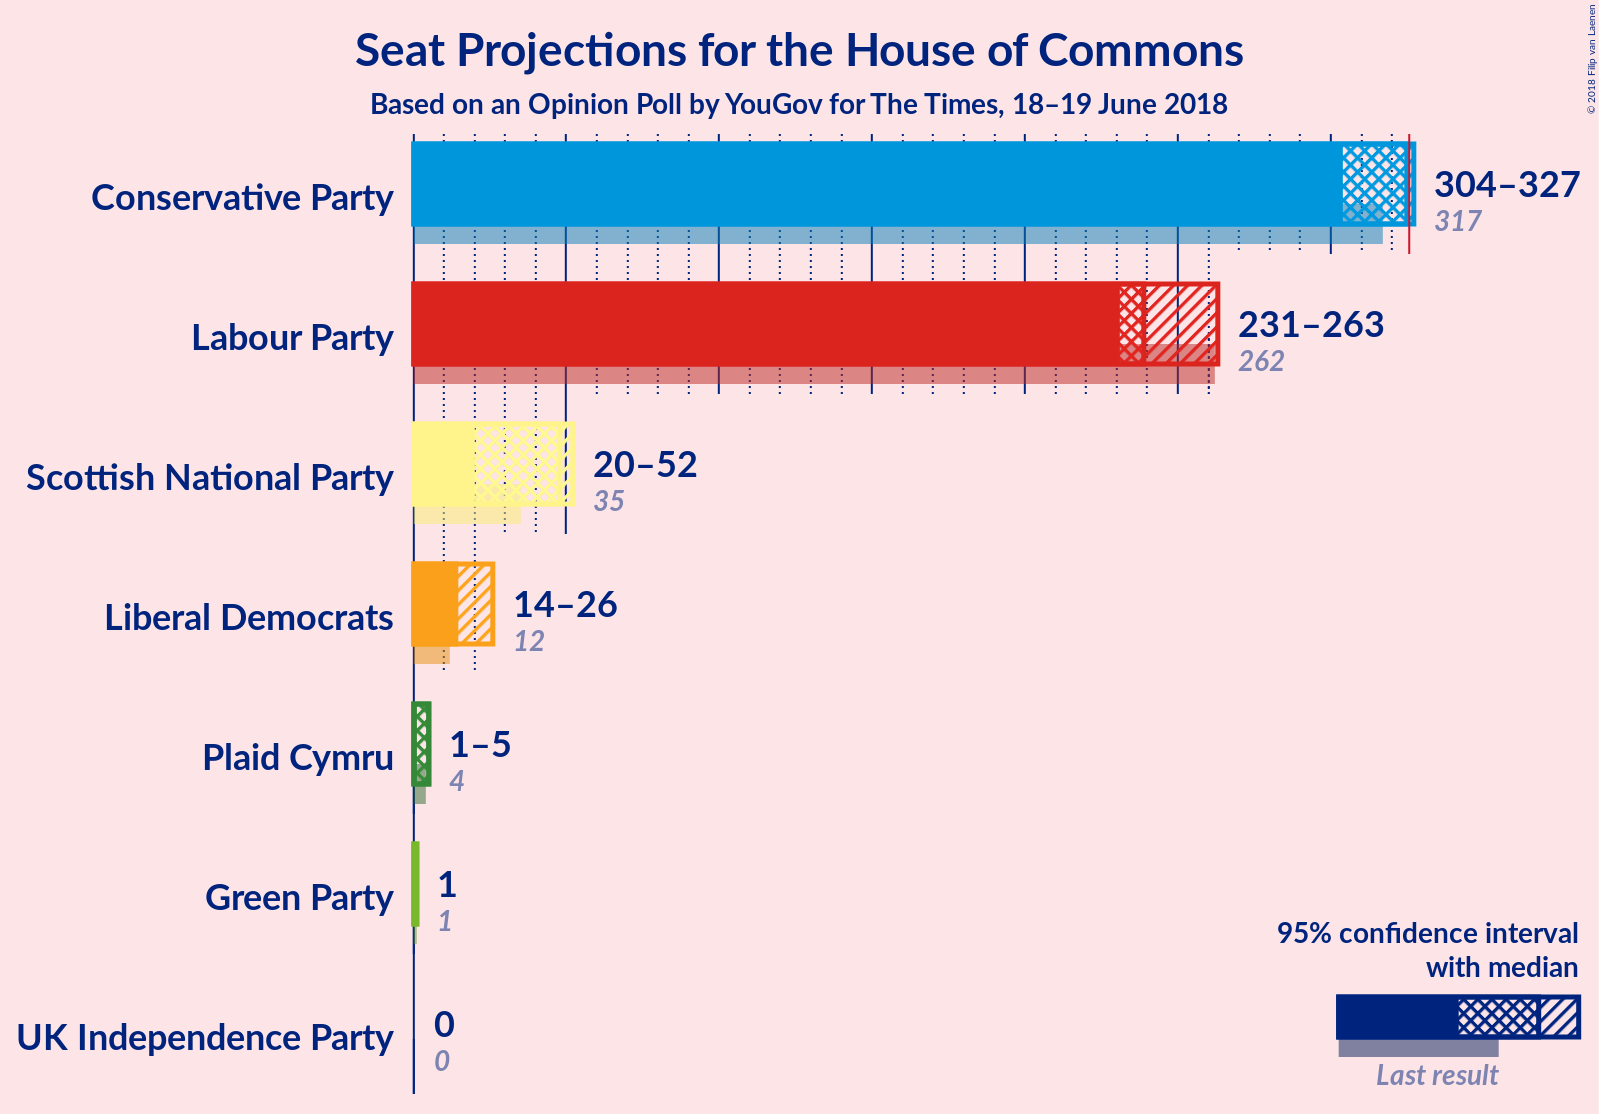 Seat Projections for the House of Commons
Based on an Opinion Poll by YouGov for The Times, 18–19 June 2018
© 2018 Filip van Laenen
Conservative Party
304–327
317
Labour Party
231–263
262
Scottish National Party
20–52
35
Liberal Democrats
14–26
12
Plaid Cymru
1–5
4
Green Party
1
1
UK Independence Party
0
0
95% confidence interval
with median
Last result